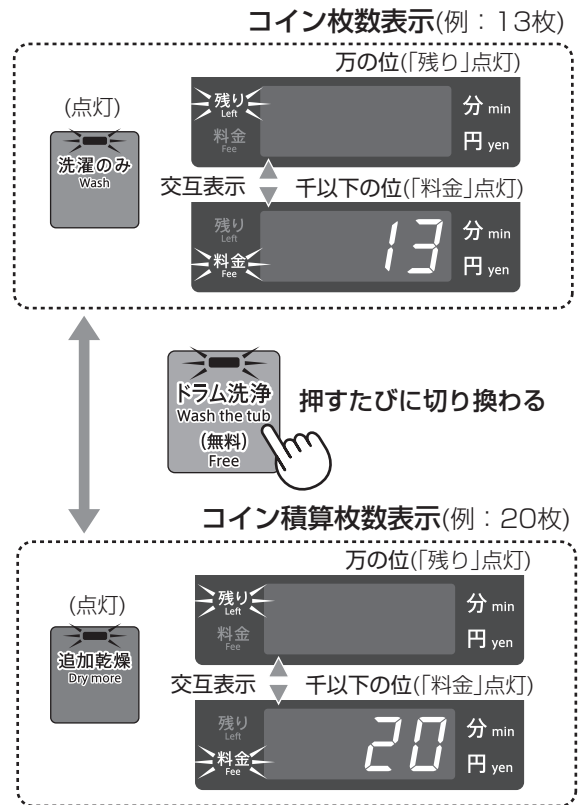 コイン枚数表示(例：13枚)
万の位(「残り」点灯)
(点灯)
洗濯のみ
Wash
残り
Left
料金
Fee
分 min
円 yen
交互表示
千以下の位(「料金」点灯)
残り
Left
料金
Fee
13
分 min
円 yen
ドラム洗浄
Wash the tub
(無料)
Free
押すたびに切り換わる
コイン積算枚数表示(例：20枚)
万の位(「残り」点灯)
(点灯)
追加乾燥
Dry more
残り
Left
料金
Fee
分 min
円 yen
交互表示
千以下の位(「料金」点灯)
残り
Left
料金
Fee
20
分 min
円 yen